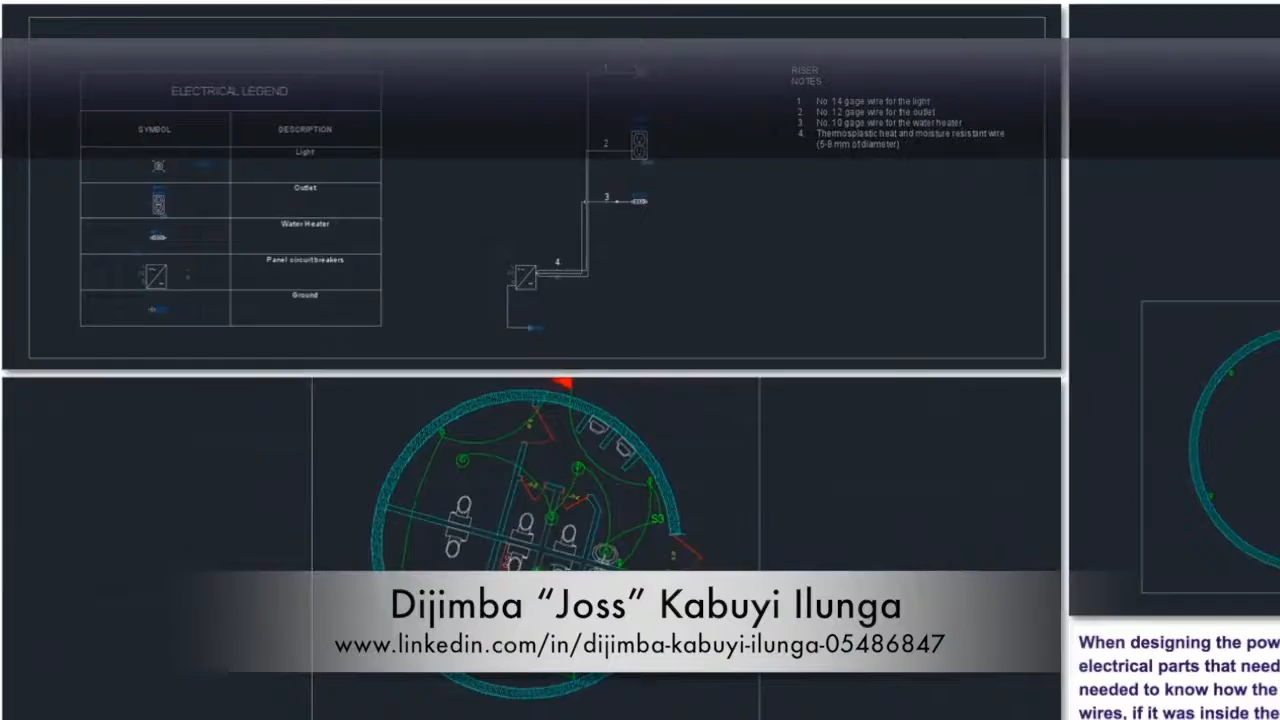 ELECTRICAL LEGEND
SYMBOL
DESCRIPTION
Light
Outlet
Water Heater
Panel circuit breakers
Ground
1
2
3
4
RISER
NOTES
1 No. 14 gage wire for the light
2 No. 12 gage wire for the outlet
3 No. 10 gage wire for the water heater
4. Thermosplastic heat and moisture resistant wire
(5-8 mm of diameter)
S3
Dijimba “Joss” Kabuyi Ilunga
www.linkedin.com/in/dijimba-kabuyi-ilunga-05486847
When designing the pow
electrical parts that need
needed to know how the
wires, if it was inside the